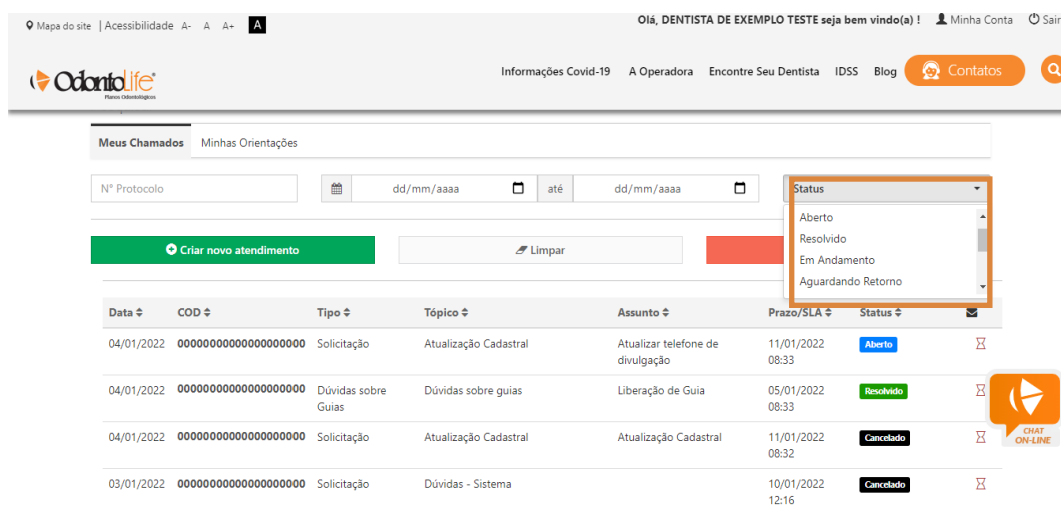 Mapa do site | Acessibilidade A- A A+ A
Olá, DENTISTA DE EXEMPLO TESTE seja bem vindo(a) ! Minha Conta Sair
OdontoLife
Planos Odontológicos
Informações Covid-19 A Operadora Encontre Seu Dentista IDSS Blog Contatos
Meus Chamados Minhas Orientações
N° Protocolo dd/mm/aaaa até dd/mm/aaaa Status
Aberto
Resolvido
Em Andamento
Aguardando Retorno
Criar novo atendimento Limpar
Data COD Tipo Tópico Assunto Prazo/SLA Status
04/01/2022 00000000000000000000 Solicitação Atualização Cadastral Atualizar telefone de divulgação 11/01/2022 08:33 Aberto
04/01/2022 00000000000000000000 Dúvidas sobre Guias Dúvidas sobre guias Liberação de Guia 05/01/2022 08:33 Resolvido
04/01/2022 00000000000000000000 Solicitação Atualização Cadastral Atualização Cadastral 11/01/2022 08:32 Cancelado
03/01/2022 00000000000000000000 Solicitação Dúvidas - Sistema 10/01/2022 12:16 Cancelado
CHAT
ON-LINE